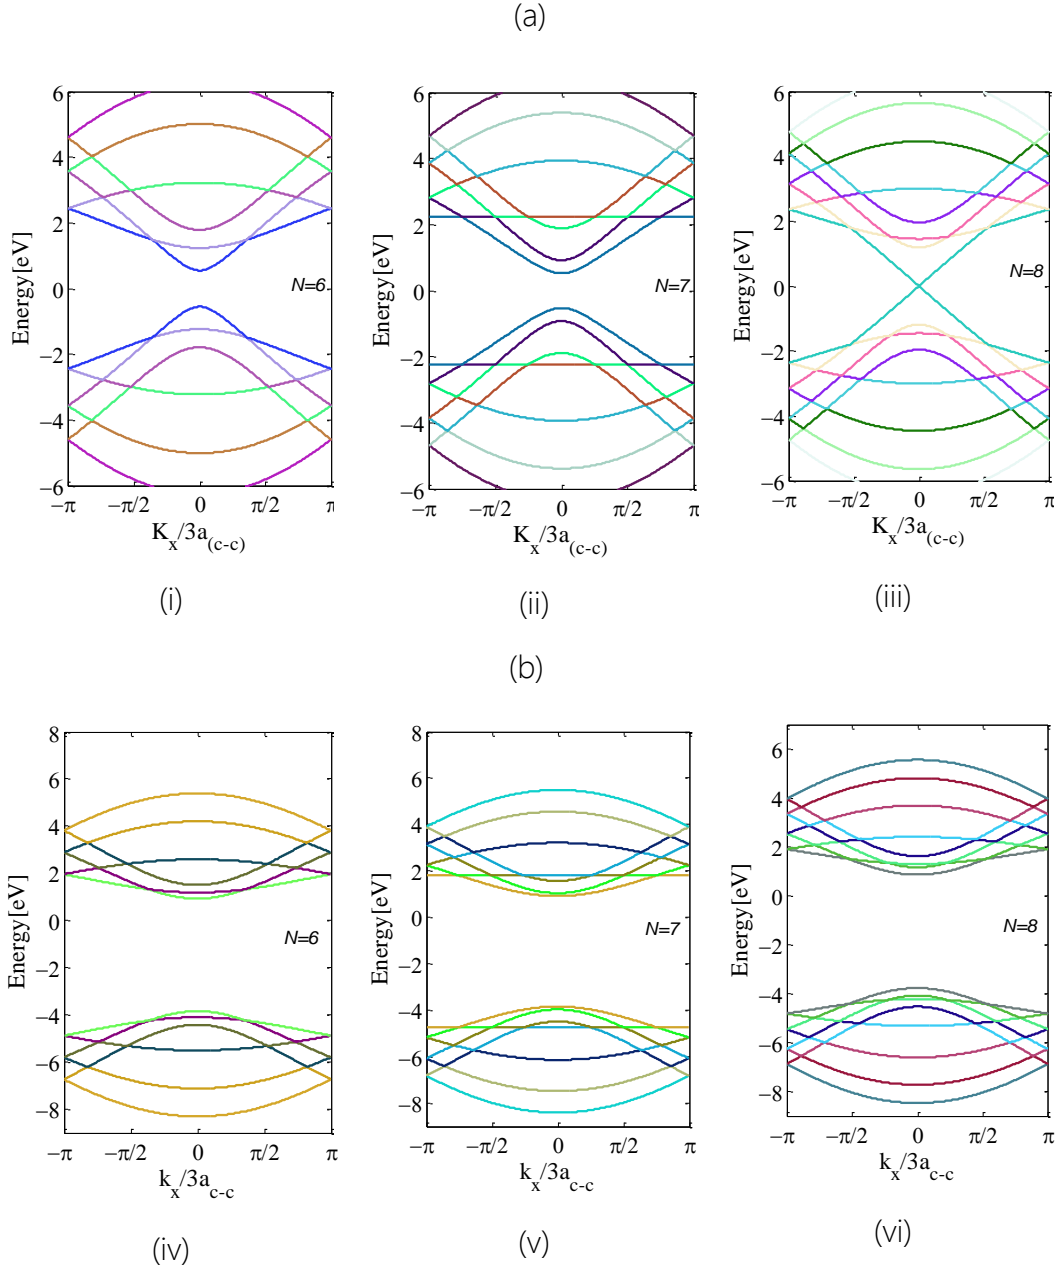 (a)
6
4
2
0
−2
−4
−6
Energy[eV]
N=6
−π −π/2 0 π/2 π
K_x/3a_(c-c)
(i)
6
4
2
0
−2
−4
−6
Energy[eV]
N=7
−π −π/2 0 π/2 π
K_x/3a_(c-c)
(ii)
6
4
2
0
−2
−4
−6
Energy[eV]
N=8
−π −π/2 0 π/2 π
K_x/3a_(c-c)
(iii)
(b)
8
6
4
2
0
−2
−4
−6
−8
Energy[eV]
N=6
−π −π/2 0 π/2 π
k_x/3a_c-c
(iv)
8
6
4
2
0
−2
−4
−6
−8
Energy[eV]
N=7
−π −π/2 0 π/2 π
k_x/3a_c-c
(v)
6
4
2
0
−2
−4
−6
−8
Energy[eV]
N=8
−π −π/2 0 π/2 π
k_x/3a_c-c
(vi)